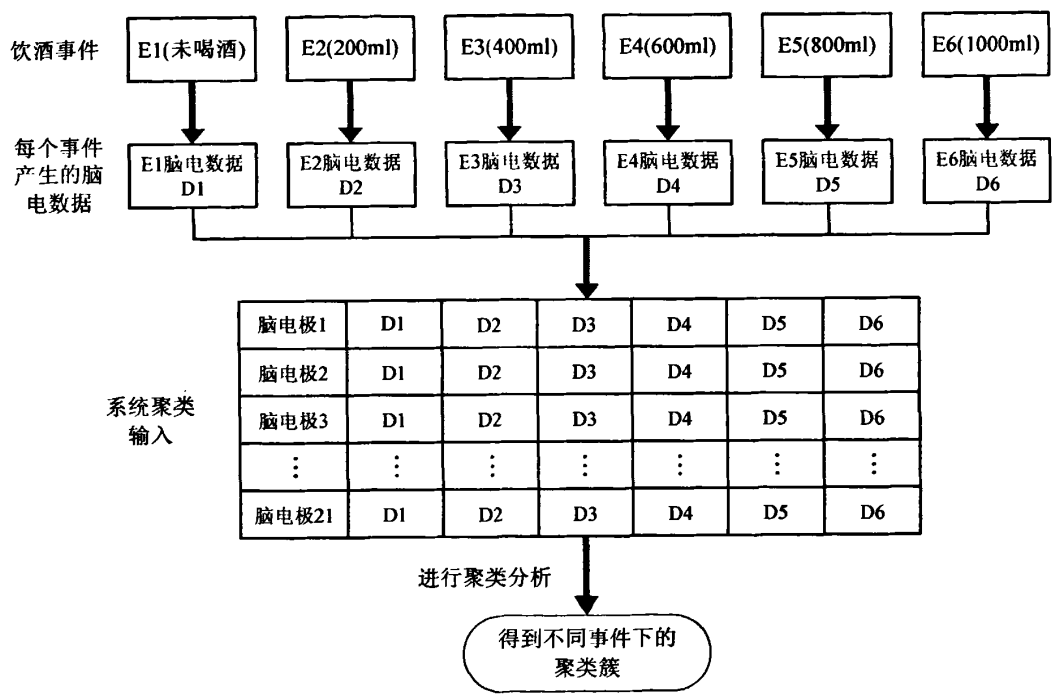 饮酒事件
E1(未喝酒)
E2(200ml)
E3(400ml)
E4(600ml)
E5(800ml)
E6(1000ml)
每个事件
产生的脑
电数据
E1脑电数据
D1
E2脑电数据
D2
E3脑电数据
D3
E4脑电数据
D4
E5脑电数据
D5
E6脑电数据
D6
系统聚类
输入
脑电极1 D1 D2 D3 D4 D5 D6
脑电极2 D1 D2 D3 D4 D5 D6
脑电极3 D1 D2 D3 D4 D5 D6
⋮ ⋮ ⋮ ⋮ ⋮ ⋮ ⋮
脑电极21 D1 D2 D3 D4 D5 D6
进行聚类分析
得到不同事件下的
聚类簇